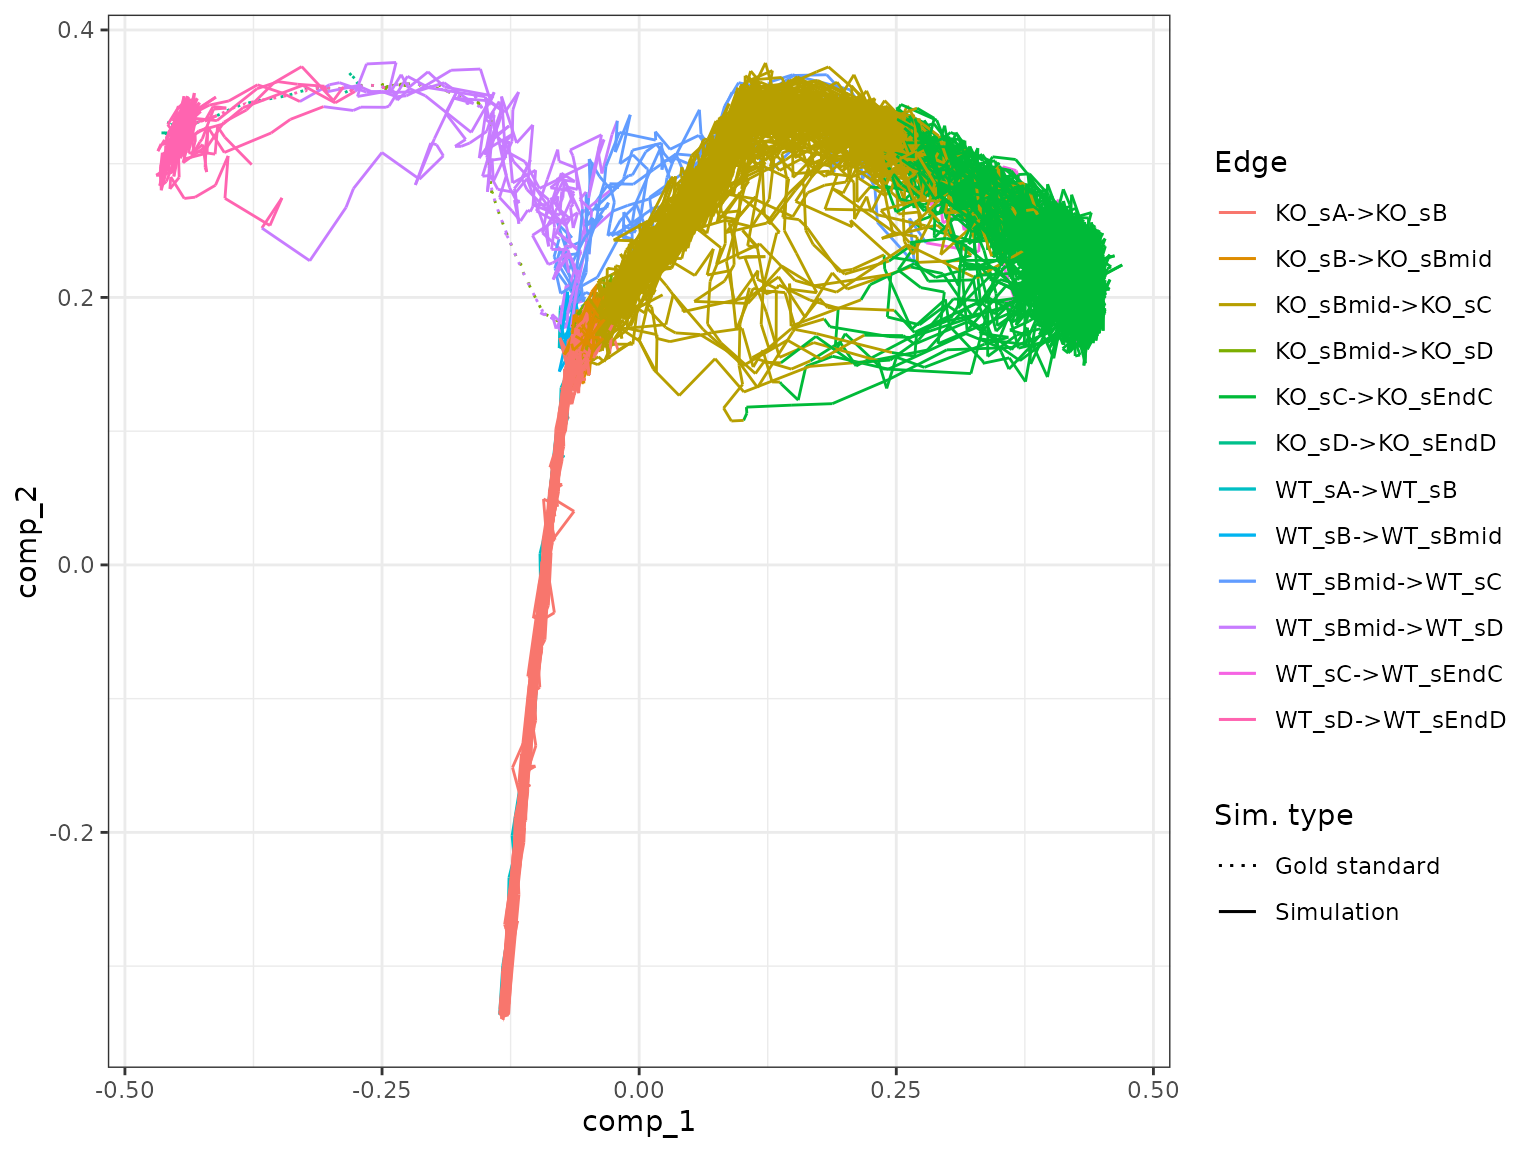 0.4
0.2
0.0
-0.2
comp_2
-0.50
-0.25
0.00
0.25
0.50
comp_1
Edge
KO_sA->KO_sB
KO_sB->KO_sBmid
KO_sBmid->KO_sC
KO_sBmid->KO_sD
KO_sC->KO_sEndC
KO_sD->KO_sEndD
WT_sA->WT_sB
WT_sB->WT_sBmid
WT_sBmid->WT_sC
WT_sBmid->WT_sD
WT_sC->WT_sEndC
WT_sD->WT_sEndD
Sim. type
Gold standard
Simulation